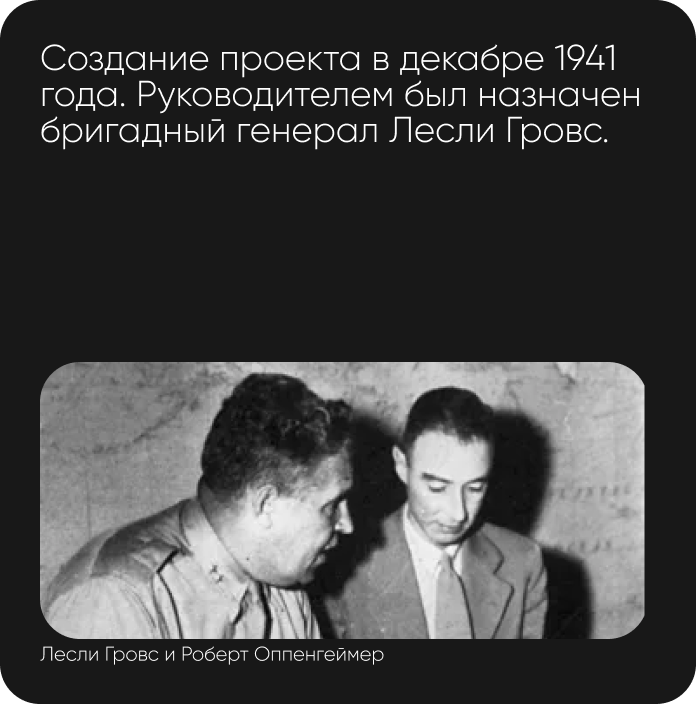 Создание проекта в декабре 1941
года. Руководителем был назначен
бригадный генерал Лесли Гровс.
Лесли Гровс и Роберт Оппенгеймер